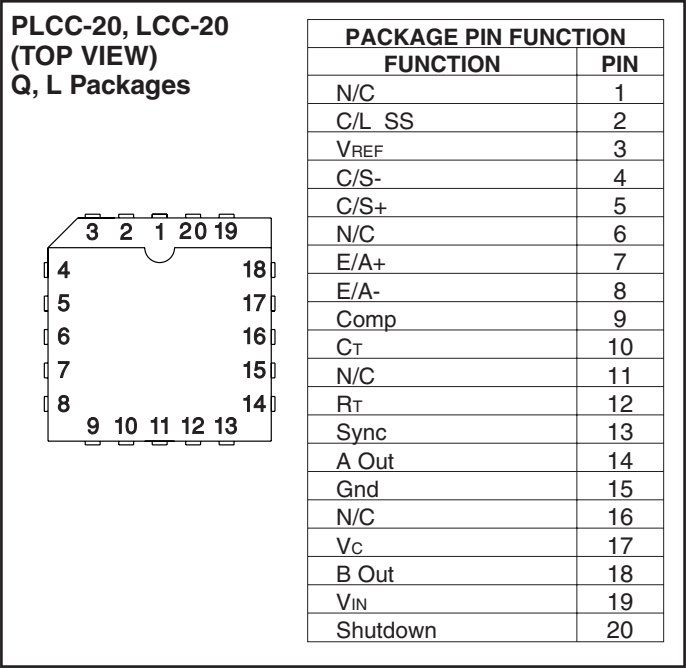 PLCC-20, LCC-20
(TOP VIEW)
Q, L Packages
3 2 1 20 19
4 18
5 17
6 16
7 15
8 14
9 10 11 12 13
PACKAGE PIN FUNCTION
FUNCTION PIN
N/C 1
C/L SS 2
VREF 3
C/S- 4
C/S+ 5
N/C 6
E/A+ 7
E/A- 8
Comp 9
CT 10
N/C 11
RT 12
Sync 13
A Out 14
Gnd 15
N/C 16
VC 17
B Out 18
VIN 19
Shutdown 20